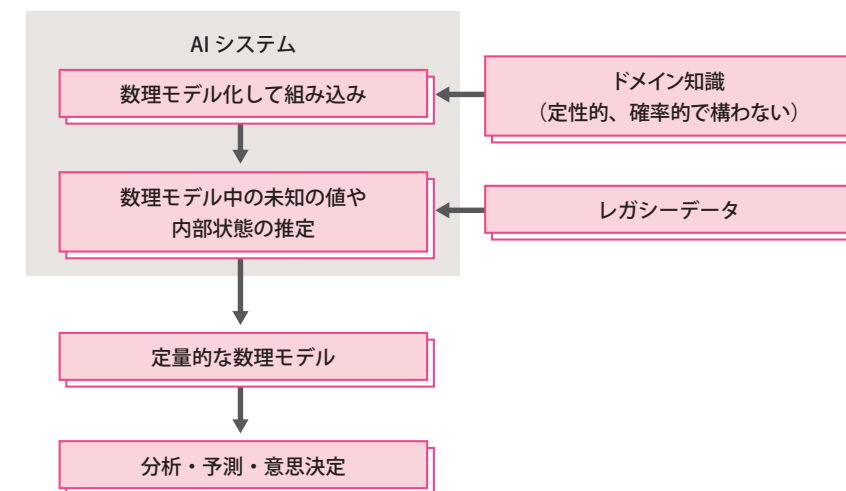 AI システム
数理モデル化して組み込み
ドメイン知識
（定性的、確率的で構わない）
数理モデル中の未知の値や
内部状態の推定
レガシーデータ
定量的な数理モデル
分析・予測・意思決定